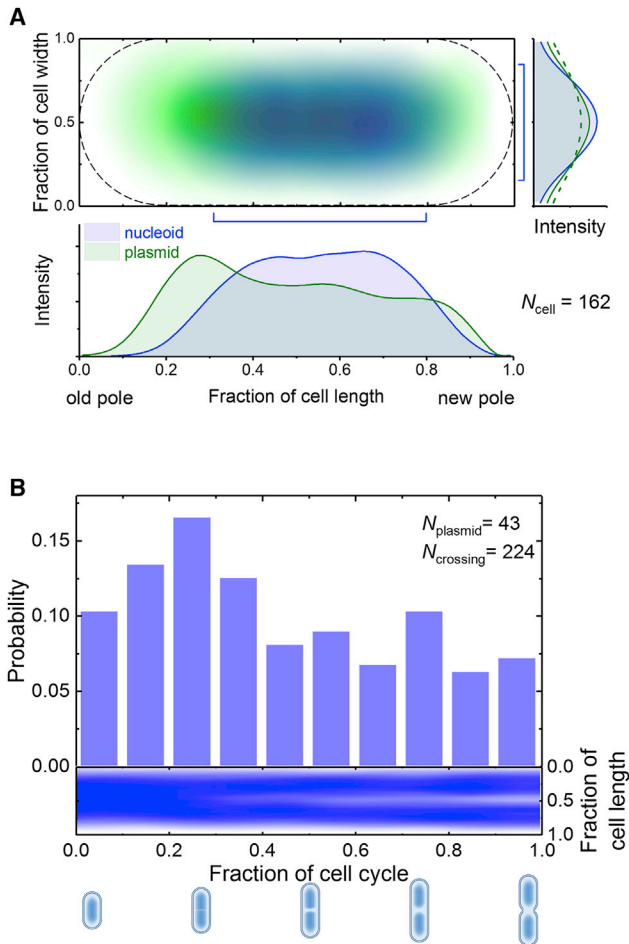 A
Fraction of cell width
1.0
0.5
0.0
Intensity
nucleoid
plasmid
Intensity
N cell = 162
0.0 0.2 0.4 0.6 0.8 1.0
old pole Fraction of cell length new pole
B
Probability
0.15
0.10
0.05
0.00
N plasmid= 43
N crossing= 224
0.0
0.5
1.0
Fraction of
cell length
0.0 0.2 0.4 0.6 0.8 1.0
Fraction of cell cycle